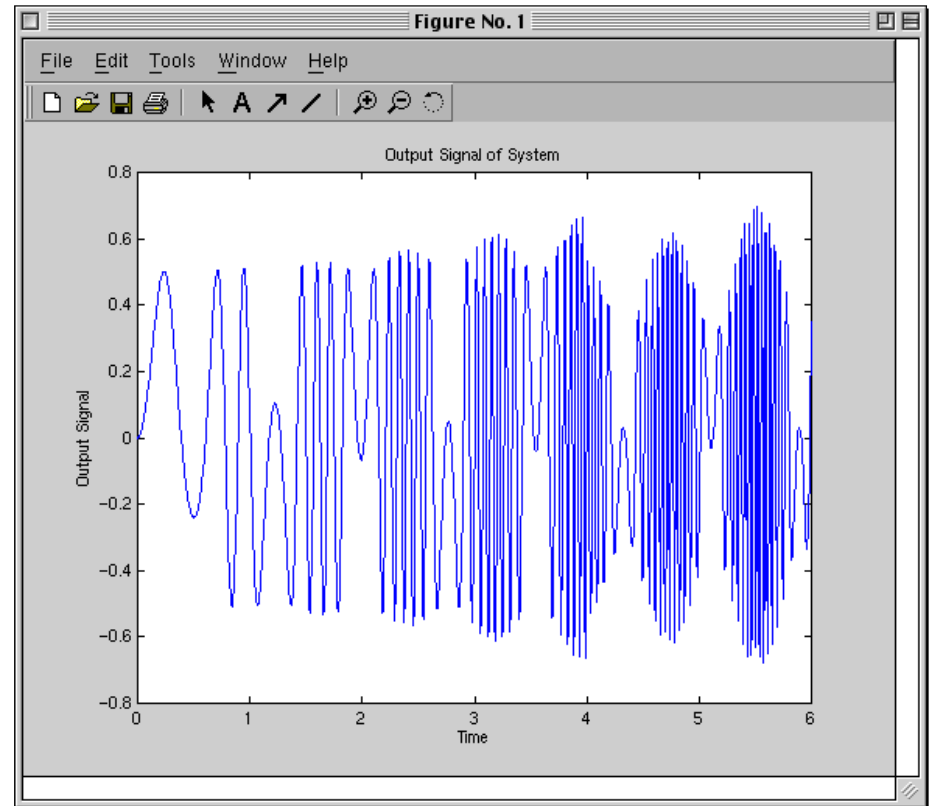 Figure No. 1
File Edit Tools Window Help
A
Output Signal of System
0.8
0.6
0.4
0.2
0
−0.2
−0.4
−0.6
−0.8
Output Signal
0 1 2 3 4 5 6
Time